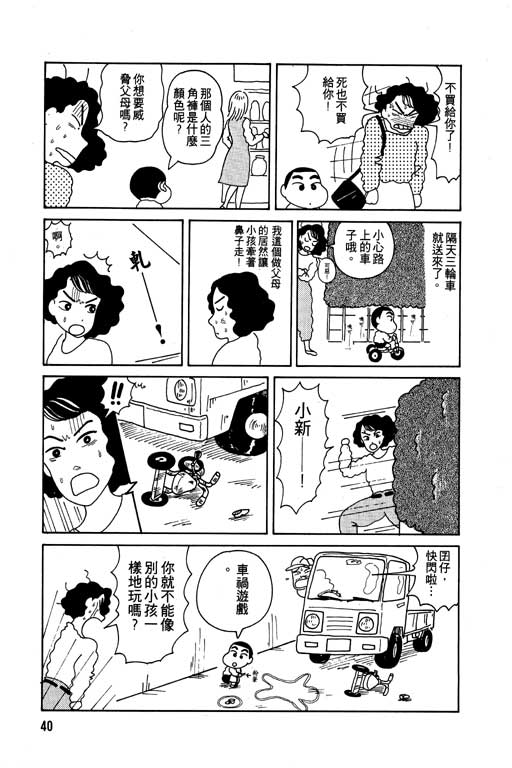 不買給你了！
死也不買
給你！
那個人的三
角褲是什麼
顏色呢？
你想要威
脅父母嗎？
隔天三輪車
就送來了。
小心路
上的車
子哦。
我這個做父母
的居然讓
小孩牽著
鼻子走！
軋
！
啊。
小新——！
!!
囝仔，
快閃啦…
車禍遊戲
。
你就不能像
別的小孩一
樣地玩嗎？
40